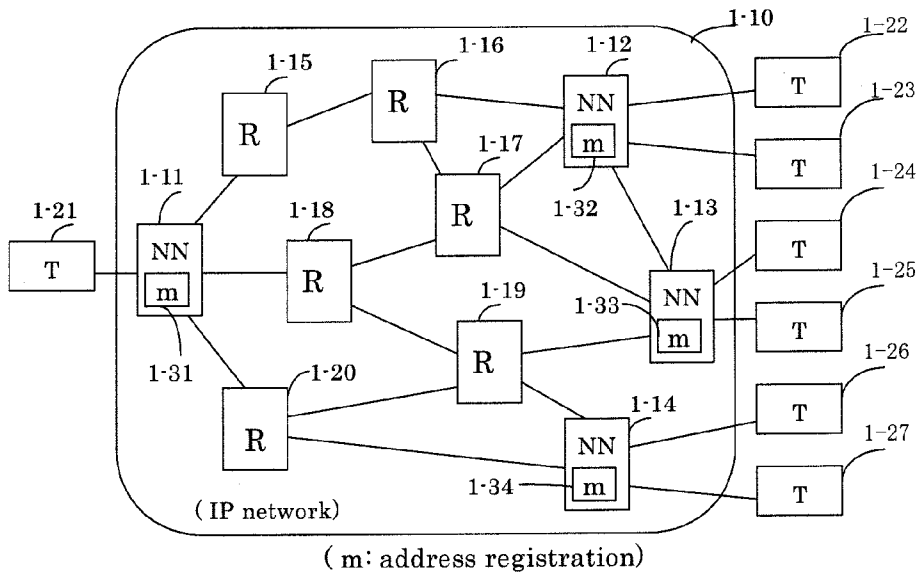 1-10
1-22
T
1-12
1-16
1-15
1-23
T
R
NN
m
R
1-17
1-32
1-24
T
1-11
1-21
T
NN
m
1-31
1-18
R
R
1-13
NN
m
1-33
1-25
T
1-19
R
1-26
T
1-20
R
1-14
NN
m
1-34
1-27
T
( IP network)
( m: address registration)